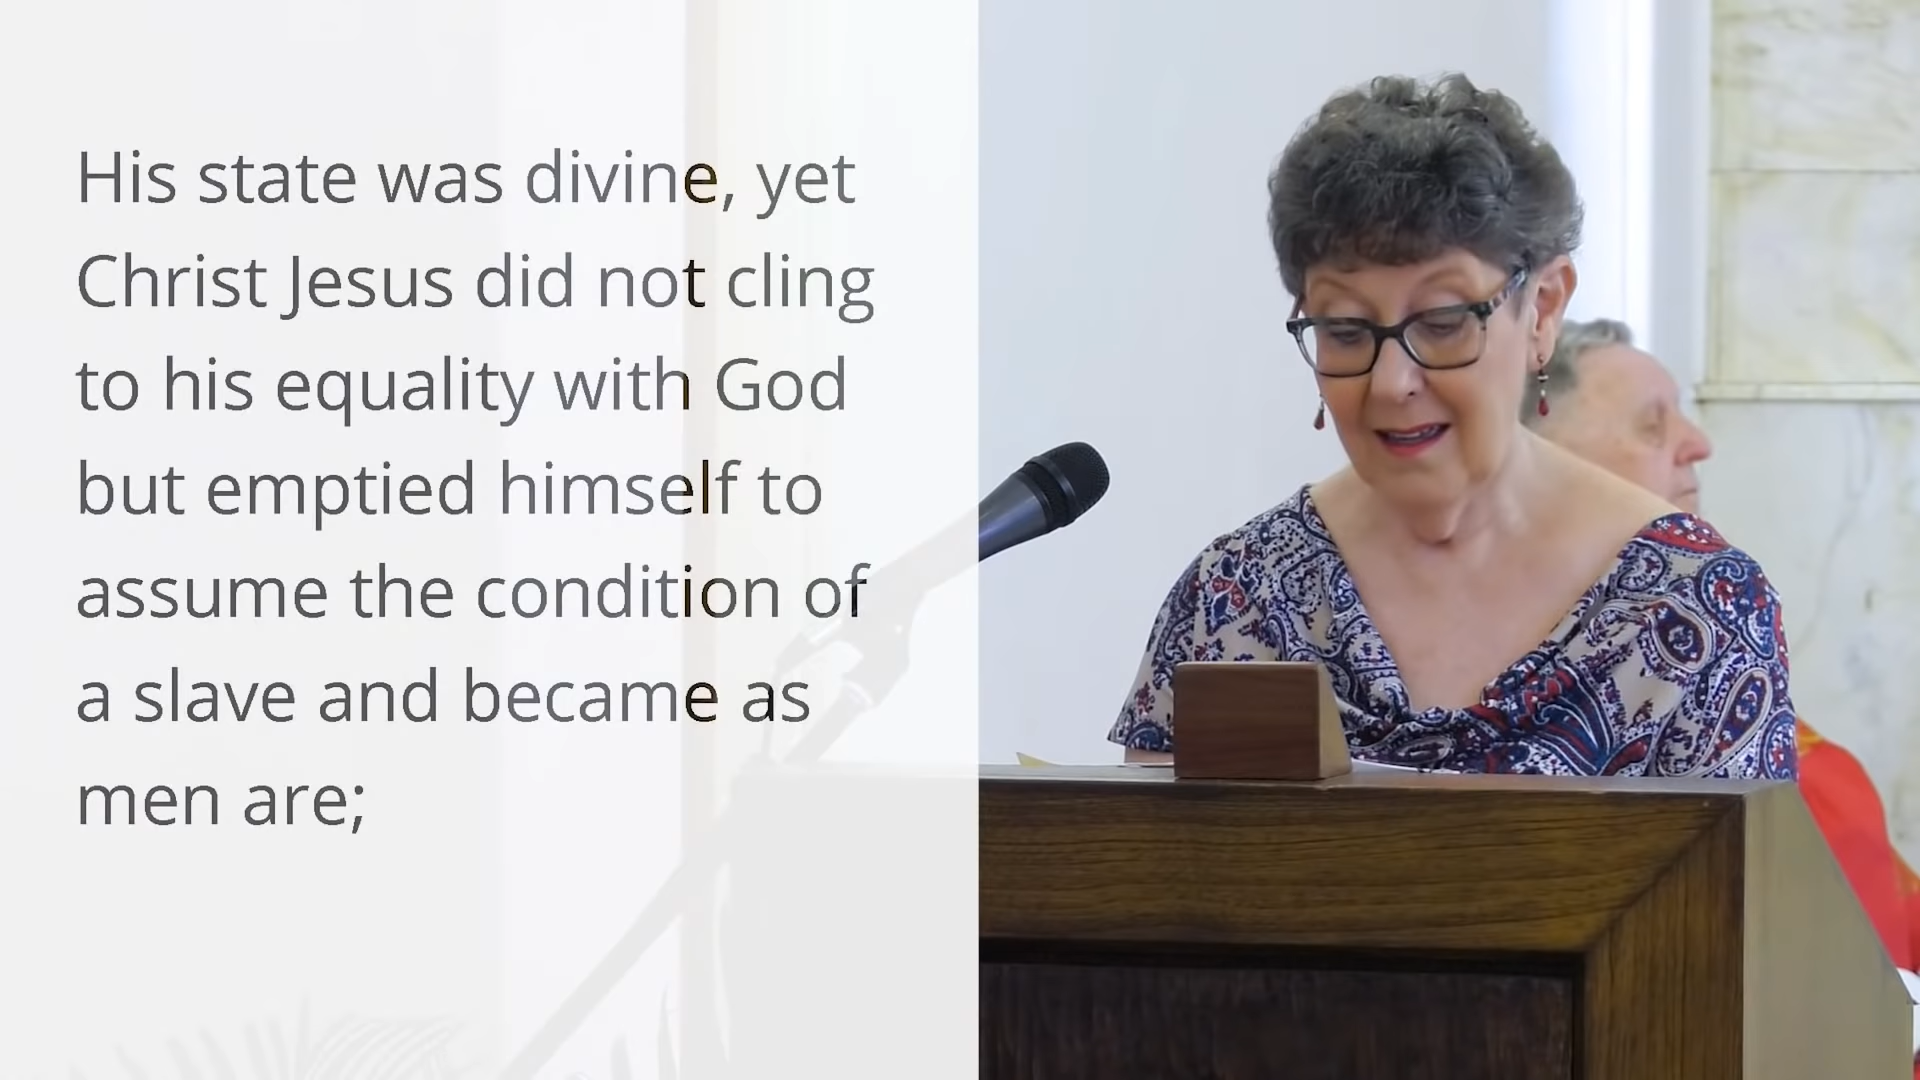 His state was divine, yet
Christ Jesus did not cling
to his equality with God
but emptied himself to
assume the condition of
a slave and became as
men are;